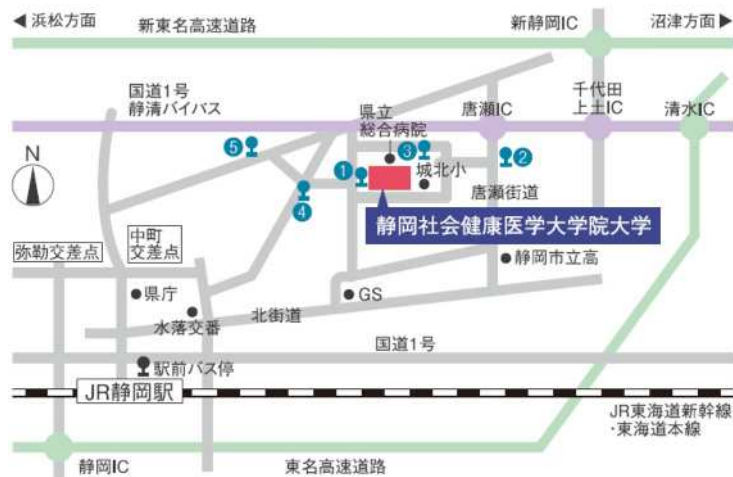 ◀ 浜松方面
新東名高速道路
新静岡IC
沼津方面 ▶
国道1号
静清バイパス
県立
総合病院
唐瀬IC
千代田
上土IC
清水IC
N
5
1
3
城北小
2
4
唐瀬街道
静岡社会健康医学大学院大学
弥勒交差点
中町
交差点
静岡市立高
県庁
GS
水落交番
北街道
国道1号
駅前バス停
JR静岡駅
JR東海道新幹線
・東海道本線
静岡IC
東名高速道路